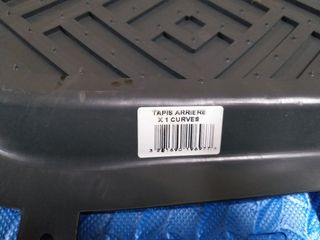 TAPIS ARRIERE
X 1 CURVES